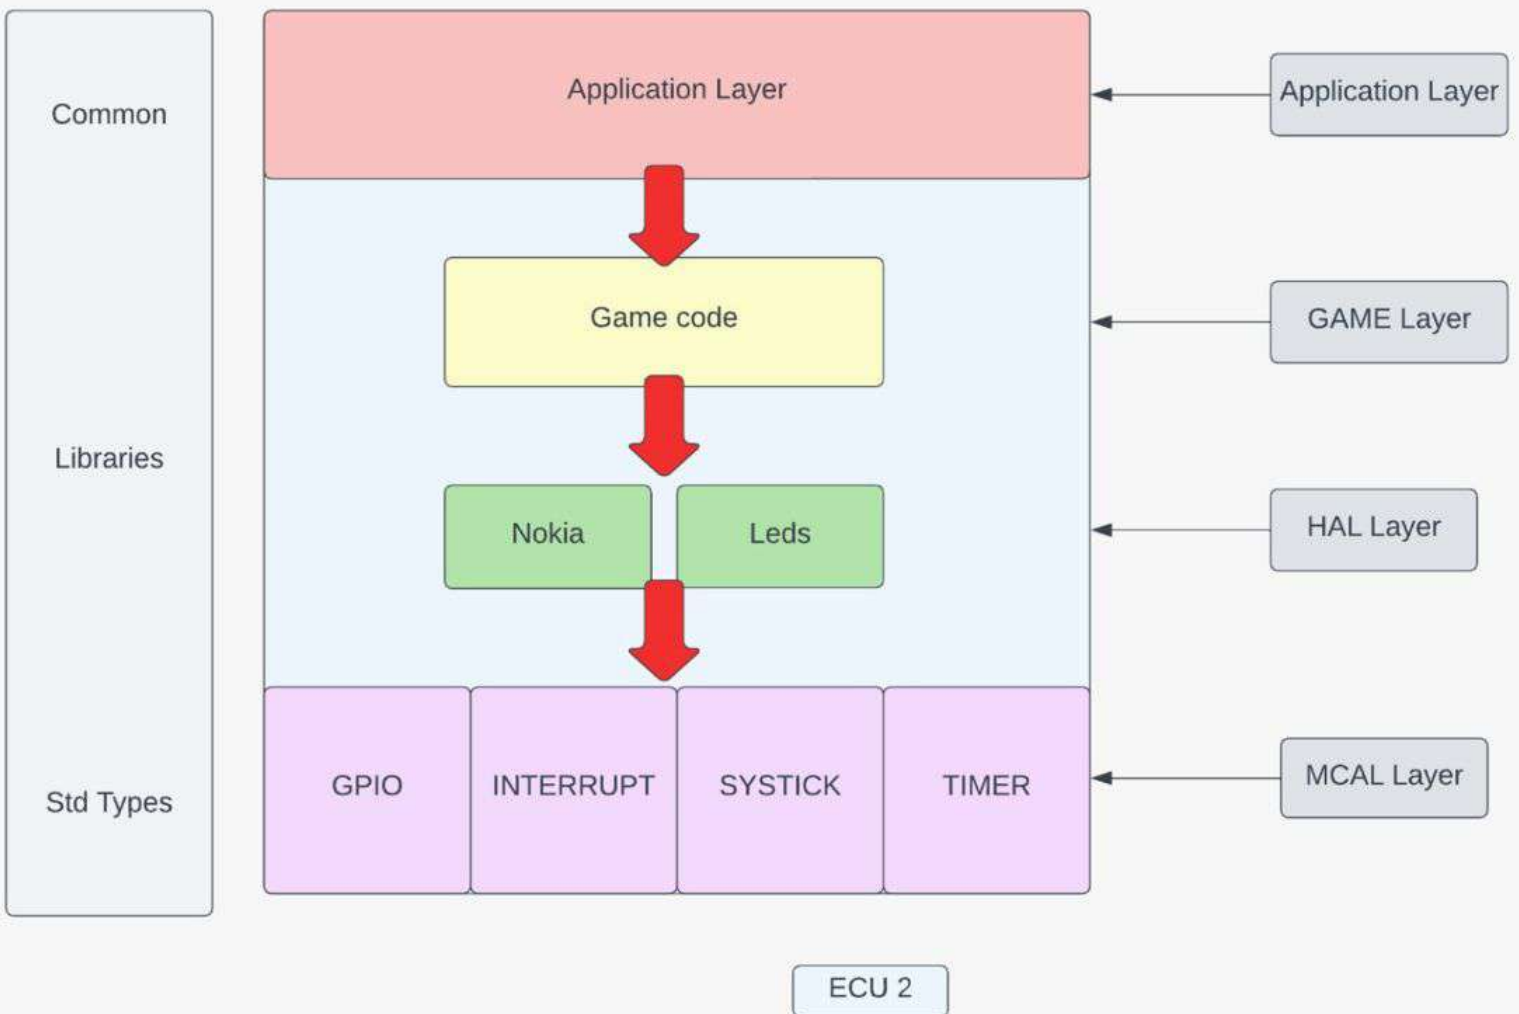 Common
Libraries
Std Types
Application Layer
Game code
Nokia
Leds
GPIO
INTERRUPT
SYSTICK
TIMER
Application Layer
GAME Layer
HAL Layer
MCAL Layer
ECU 2